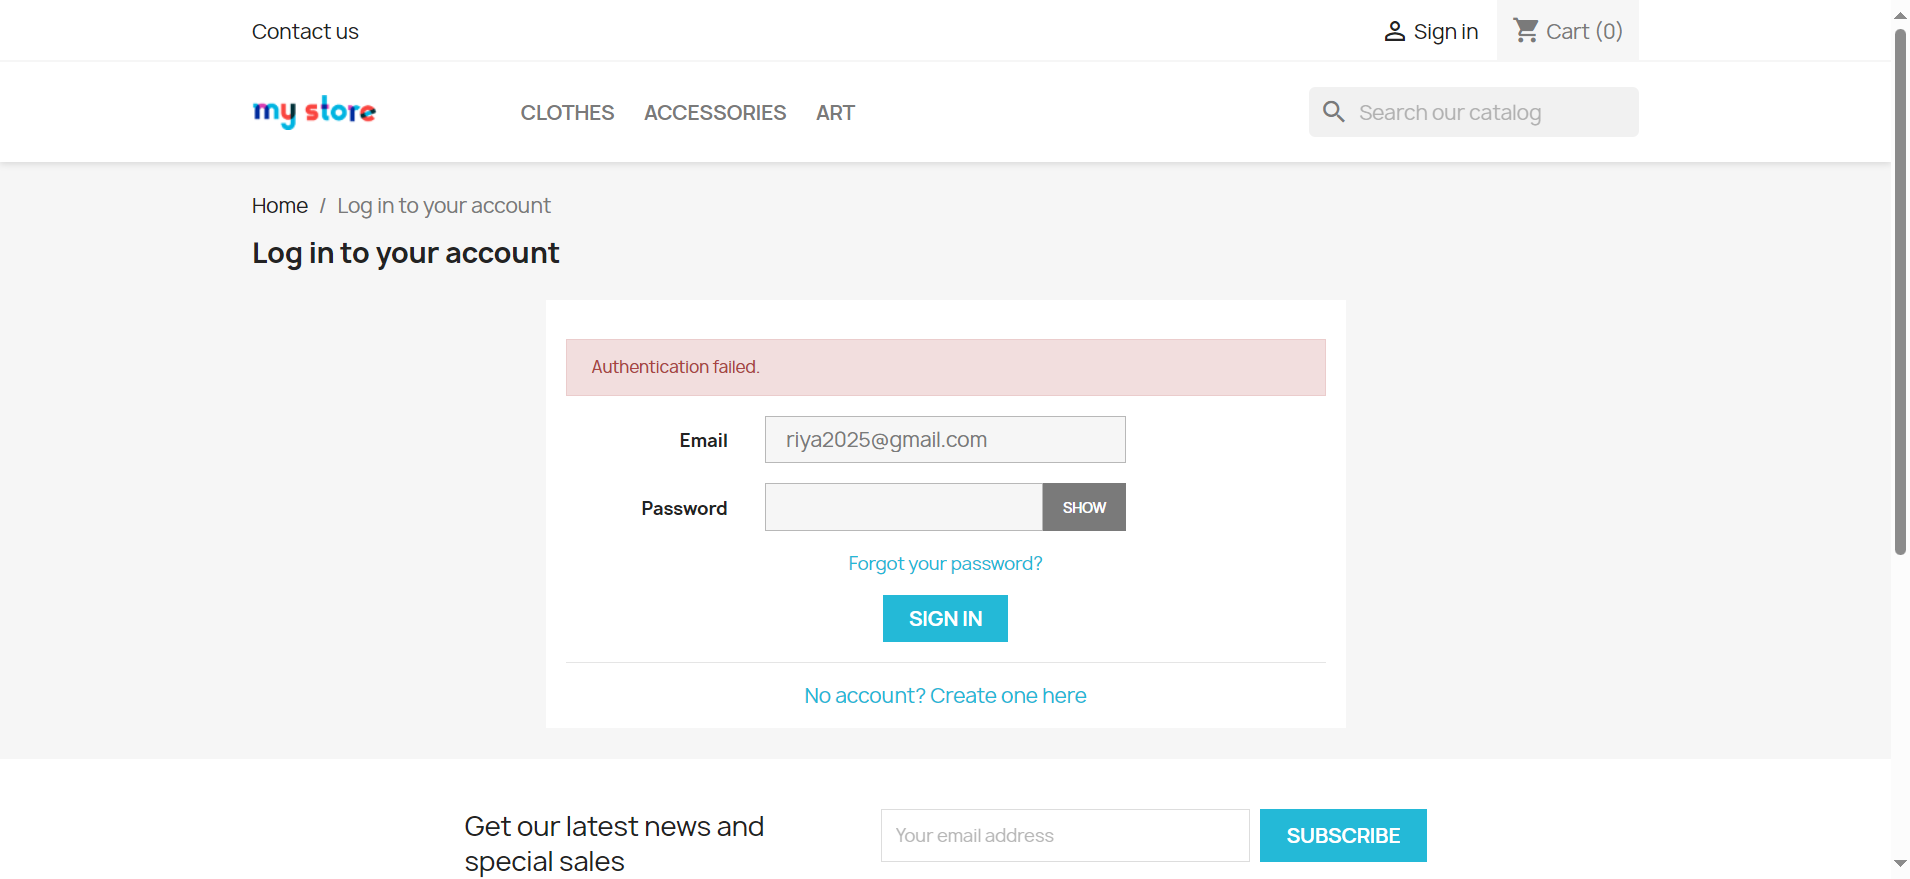 Contact us
Sign in
Cart (0)
my store
CLOTHES ACCESSORIES ART
Search our catalog
Home / Log in to your account
Log in to your account
Authentication failed.
Email riya2025@gmail.com
Password SHOW
Forgot your password?
SIGN IN
No account? Create one here
Get our latest news and
special sales
Your email address
SUBSCRIBE